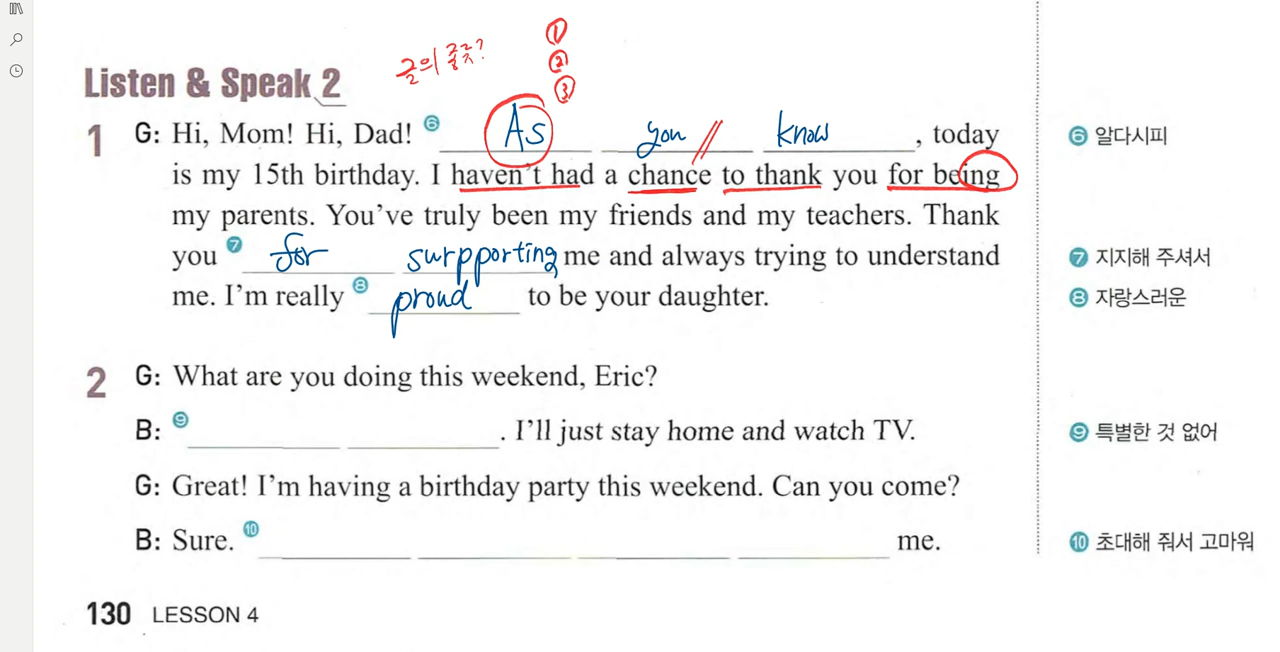 글의
①
②
③
Listen & Speak 2
1 G: Hi, Mom! Hi, Dad! ⑥ As you // know, today
is my 15th birthday. I haven't had a chance to thank you for being
my parents. You've truly been my friends and my teachers. Thank
you ⑦ for surpporting me and always trying to understand
me. I'm really ⑧ proud to be your daughter.
⑥ 알다시피
⑦ 지지해 주셔서
⑧ 자랑스러운
2 G: What are you doing this weekend, Eric?
B: ⑨ . I'll just stay home and watch TV.
G: Great! I'm having a birthday party this weekend. Can you come?
B: Sure. ⑩ me.
⑨ 특별한 것 없어
⑩ 초대해 줘서 고마워
130 LESSON 4